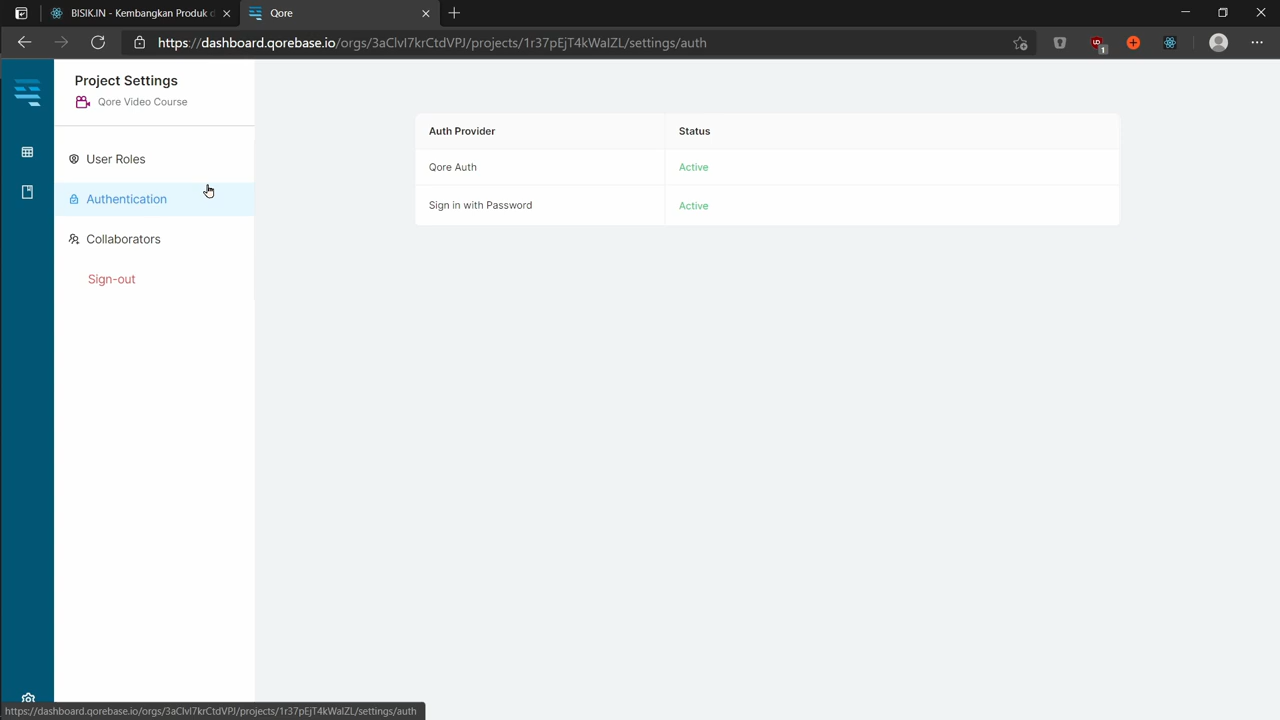 BISIK.IN - Kembangkan Produk d
Qore
https://dashboard.qorebase.io/orgs/3aClvI7krCtdVPJ/projects/1r37pEjT4kWaIZL/settings/auth
1
Project Settings
Qore Video Course
User Roles
Authentication
Collaborators
Sign-out
Auth Provider Status
Qore Auth Active
Sign in with Password Active
https://dashboard.qorebase.io/orgs/3aClvI7krCtdVPJ/projects/1r37pEjT4kWaIZL/settings/auth